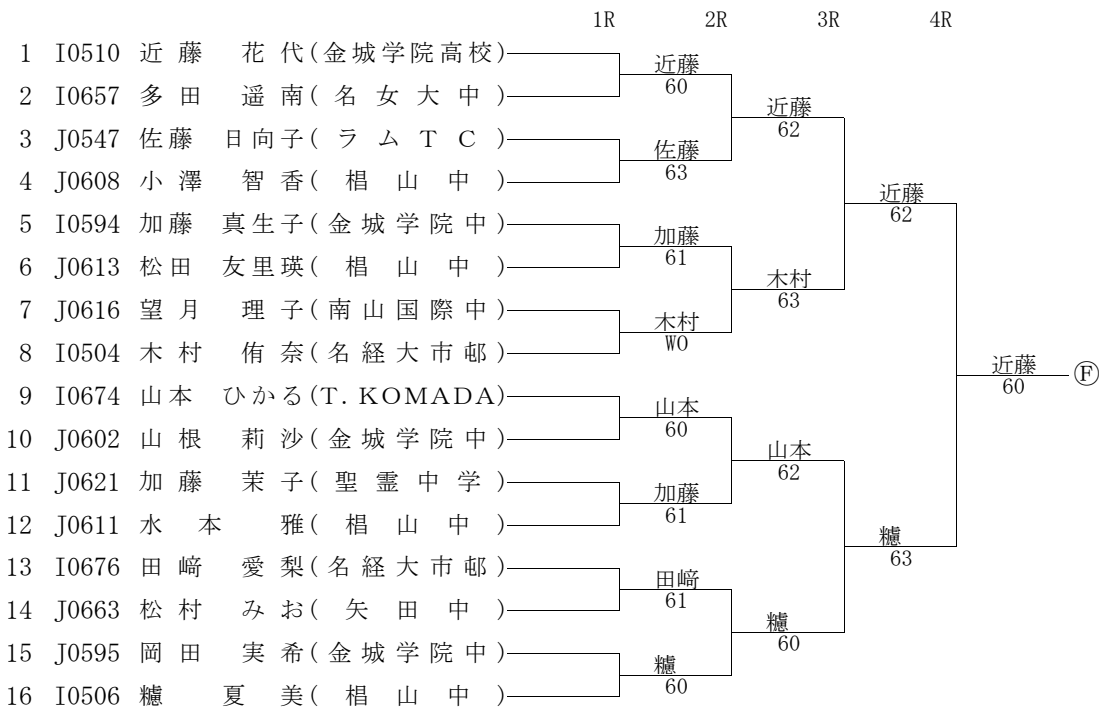 1R 2R 3R 4R
1 I0510 近藤 花代(金城学院高校)
近藤
60
2 I0657 多田 遥南(名女大中)
近藤
62
3 J0547 佐藤 日向子(ラムTC)
佐藤
63
4 J0608 小澤 智香(椙山中)
近藤
62
5 I0594 加藤 真生子(金城学院中)
加藤
61
6 J0613 松田 友里瑛(椙山中)
木村
63
7 J0616 望月 理子(南山国際中)
木村
WO
8 I0504 木村 侑奈(名経大市邨)
近藤
60
Ⓕ
9 I0674 山本 ひかる(T.KOMADA)
山本
60
10 J0602 山根 莉沙(金城学院中)
山本
62
11 J0621 加藤 茉子(聖霊中学)
加藤
61
12 J0611 水本 雅(椙山中)
糟
63
13 I0676 田﨑 愛梨(名経大市邨)
田﨑
61
14 J0663 松村 みお(矢田中)
60
15 J0595 岡田 実希(金城学院中)
60
16 I0506 夏美(椙山中)